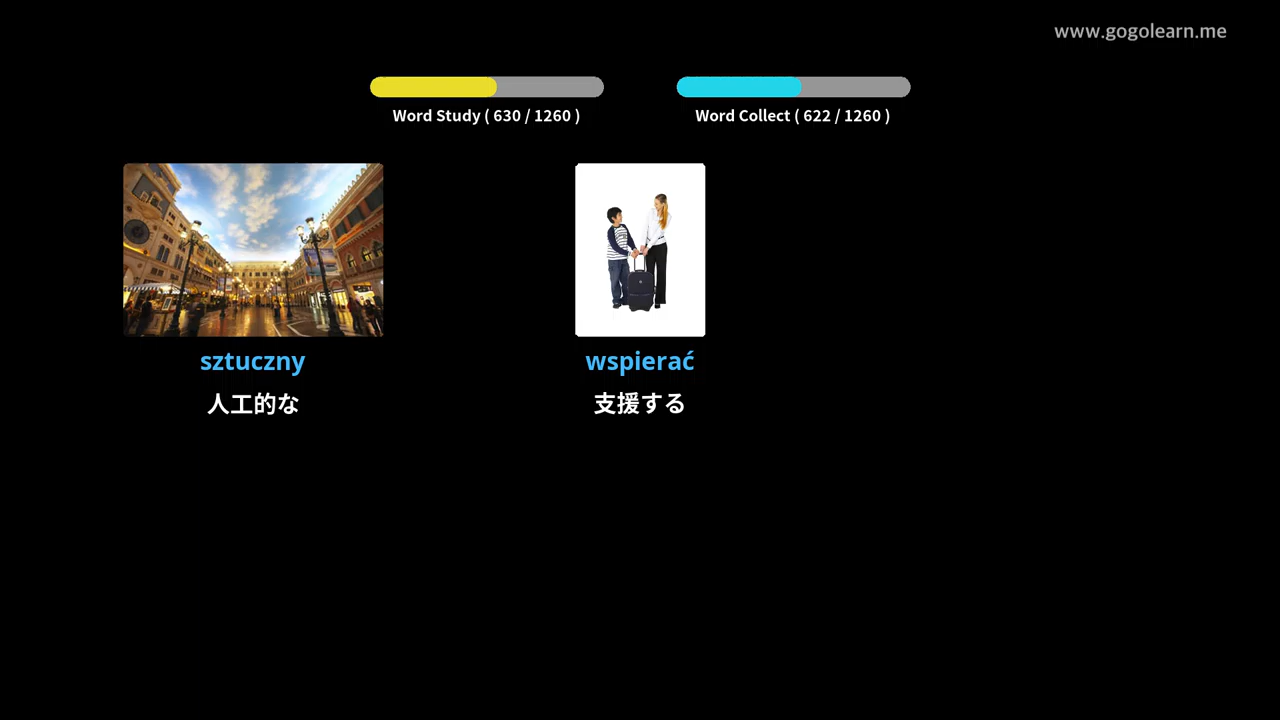 www.gogolearn.me
Word Study ( 630 / 1260 )
Word Collect ( 622 / 1260 )
sztuczny
wspierać
人工的な
支援する